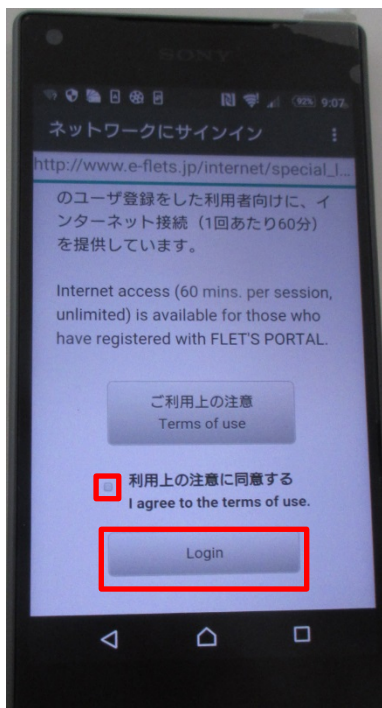 SONY
92% 9:07
ネットワークにサインイン
http://www.e-flets.jp/internet/special_l...
のユーザ登録をした利用者向けに、イ
ンターネット接続（1回あたり60分）
を提供しています。
Internet access (60 mins. per session,
unlimited) is available for those who
have registered with FLET'S PORTAL.
ご利用上の注意
Terms of use
利用上の注意に同意する
I agree to the terms of use.
Login